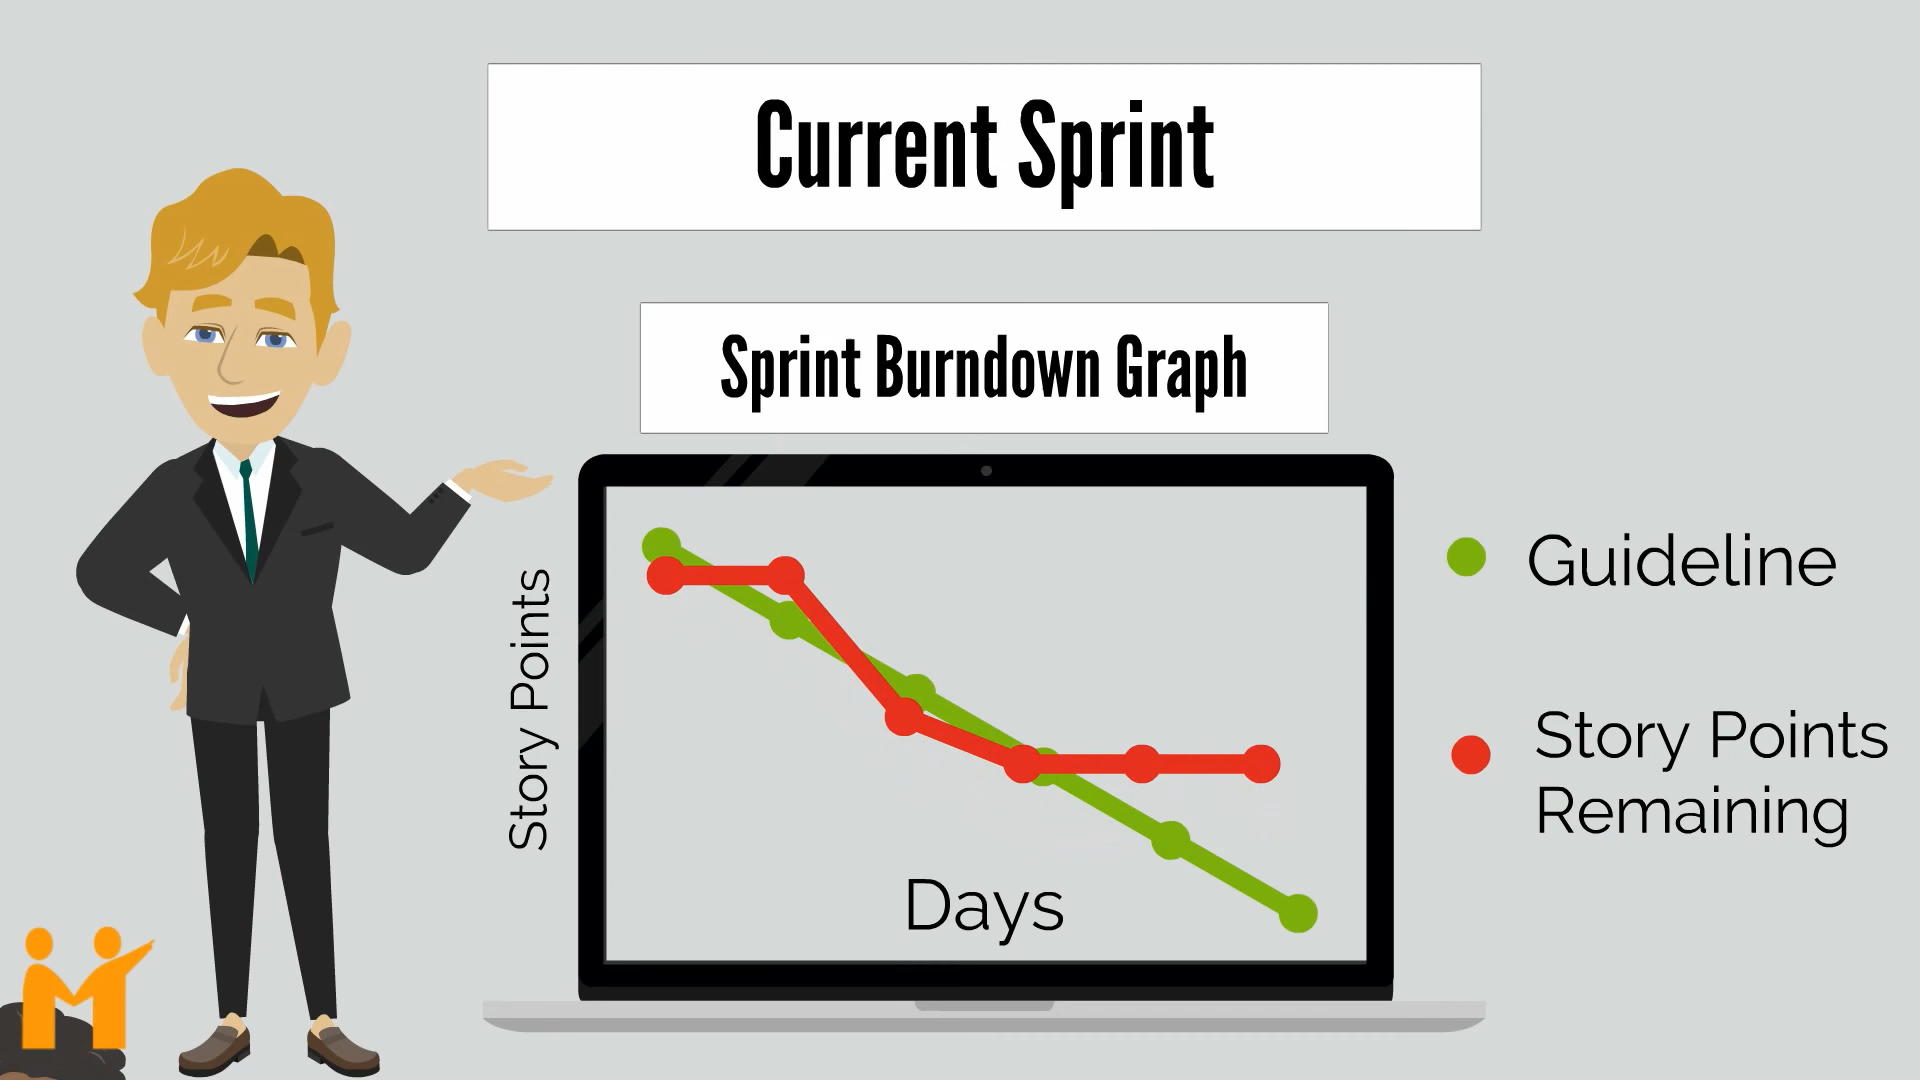 Current Sprint
Sprint Burndown Graph
Story Points
Days
Guideline
Story Points
Remaining